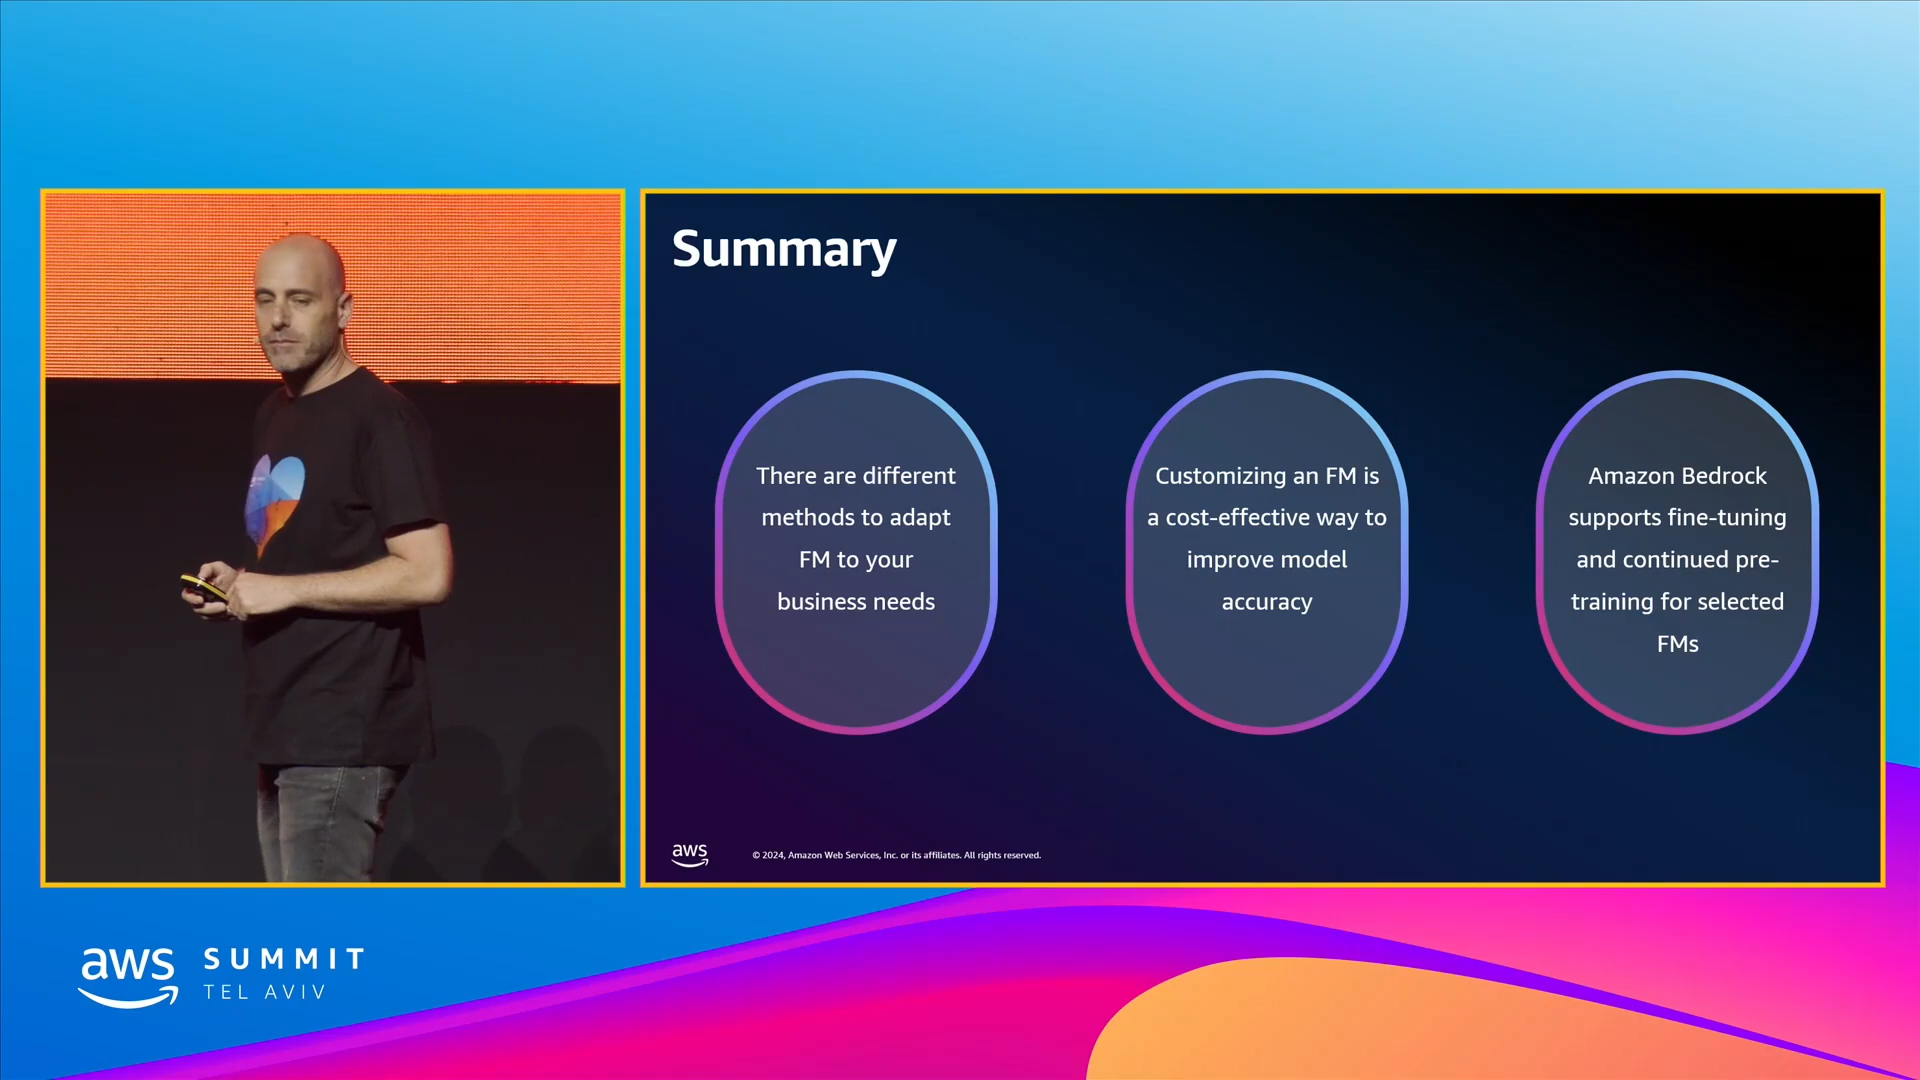 Summary
There are different
methods to adapt
FM to your
business needs
Customizing an FM is
a cost-effective way to
improve model
accuracy
Amazon Bedrock
supports fine-tuning
and continued pre-
training for selected
FMs
aws
© 2024, Amazon Web Services, Inc. or its affiliates. All rights reserved.
aws
SUMMIT
TEL AVIV